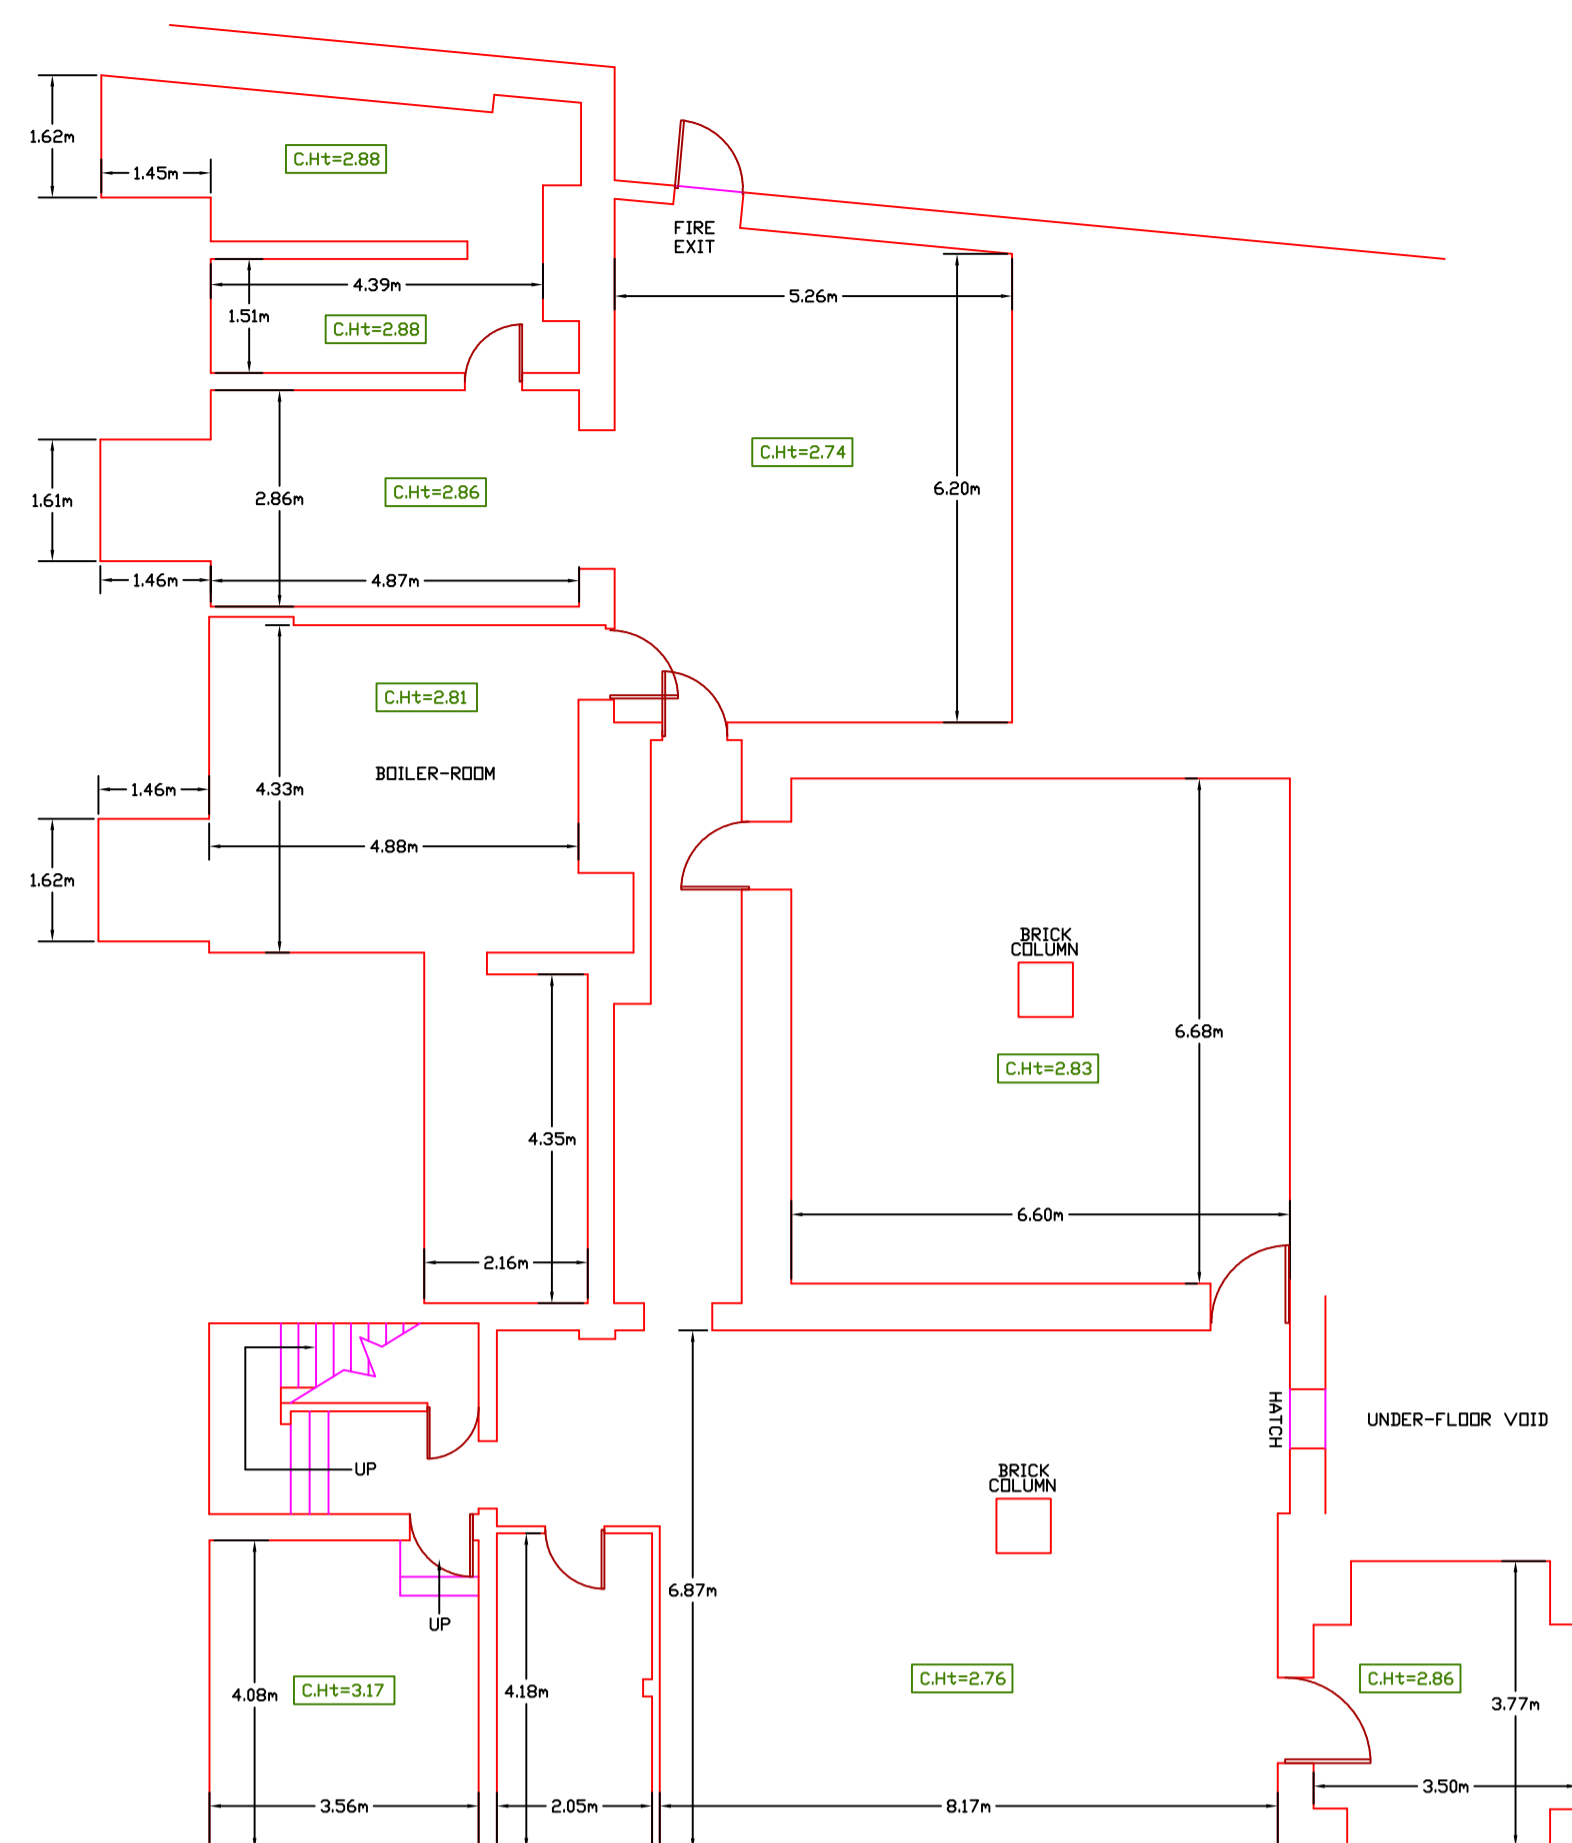 1.62m
C.Ht=2.88
1.45m
FIRE
EXIT
4.39m
5.26m
1.51m
C.Ht=2.88
C.Ht=2.74
6.20m
C.Ht=2.86
2.86m
1.61m
1.46m
4.87m
C.Ht=2.81
BOILER-ROOM
1.46m
4.33m
4.88m
1.62m
BRICK
COLUMN
6.68m
C.Ht=2.83
4.35m
6.60m
2.16m
HATCH
UNDER-FLOOR VOID
UP
BRICK
COLUMN
6.87m
UP
C.Ht=3.17
4.08m
4.18m
C.Ht=2.76
C.Ht=2.86
3.77m
3.50m
3.56m
2.05m
8.17m